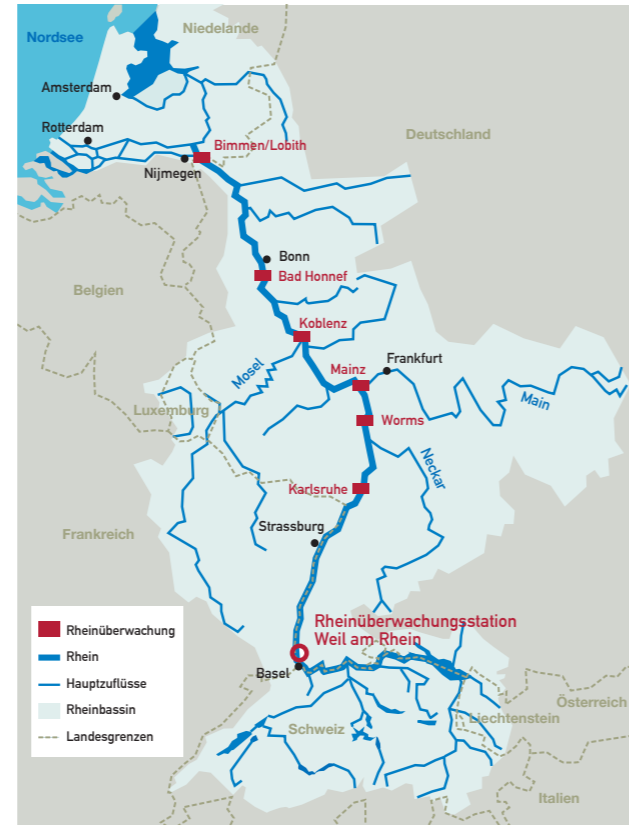 Nordsee
Niedelande
Amsterdam
Rotterdam
Deutschland
Bimmen/Lobith
Nijmegen
Bonn
Bad Honnef
Belgien
Koblenz
Mosel
Mainz
Frankfurt
Main
Luxemburg
Worms
Neckar
Karlsruhe
Strassburg
Frankreich
Rheinüberwachungsstation
Weil am Rhein
Basel
Rheinüberwachung
Rhein
Hauptzuflüsse
Rheinbassin
Landesgrenzen
Schweiz
Liechtenstein
Österreich
Italien